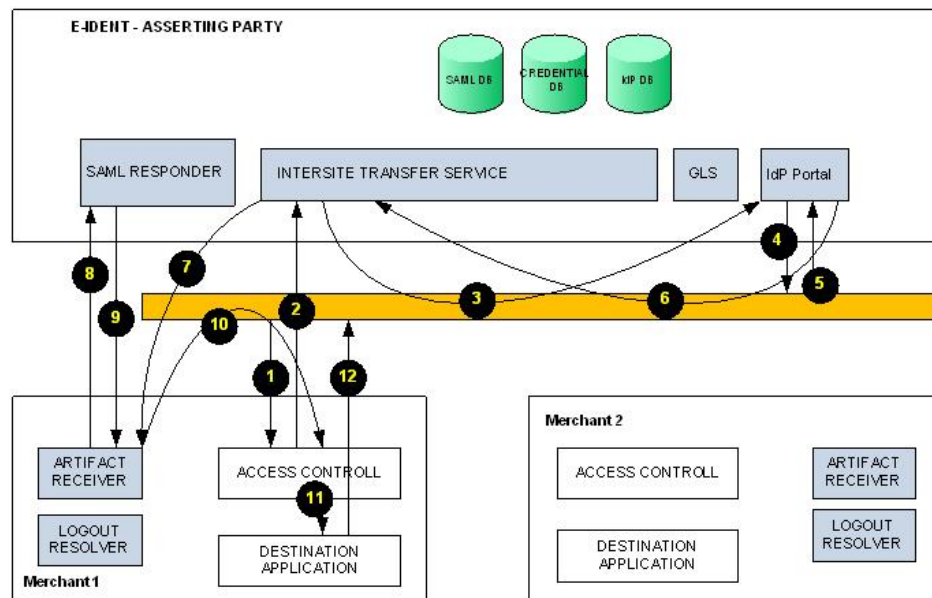 E-IDENT - ASSERTING PARTY
SAML DB
CREDENTIAL
DB
IdP DB
SAML RESPONDER
INTERSITE TRANSFER SERVICE
GLS
IdP Portal
4
7
8
5
3
6
2
9
10
1
12
Merchant 2
ARTIFACT
RECEIVER
ACCESS CONTROLL
ACCESS CONTROLL
ARTIFACT
RECEIVER
11
LOGOUT
RESOLVER
DESTINATION
APPLICATION
DESTINATION
APPLICATION
LOGOUT
RESOLVER
Merchant 1